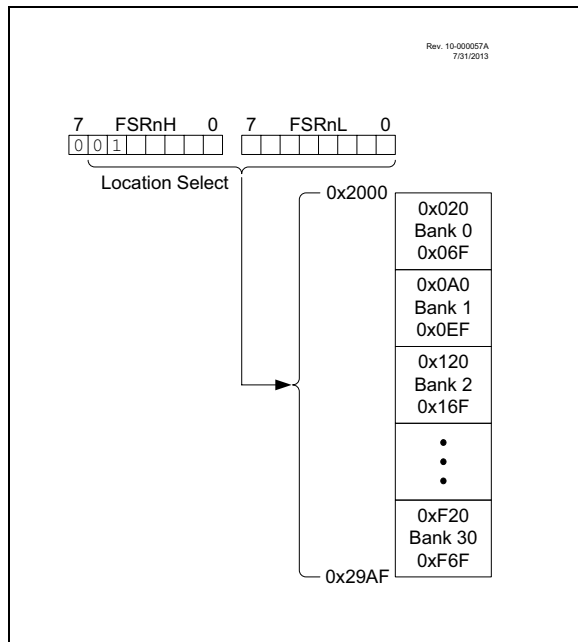 Rev. 10-000057A
7/31/2013
7 FSRnH 0 7 FSRnL 0
0 0 1
Location Select
0x2000
0x020
Bank 0
0x06F
0x0A0
Bank 1
0x0EF
0x120
Bank 2
0x16F
0xF20
Bank 30
0xF6F
0x29AF